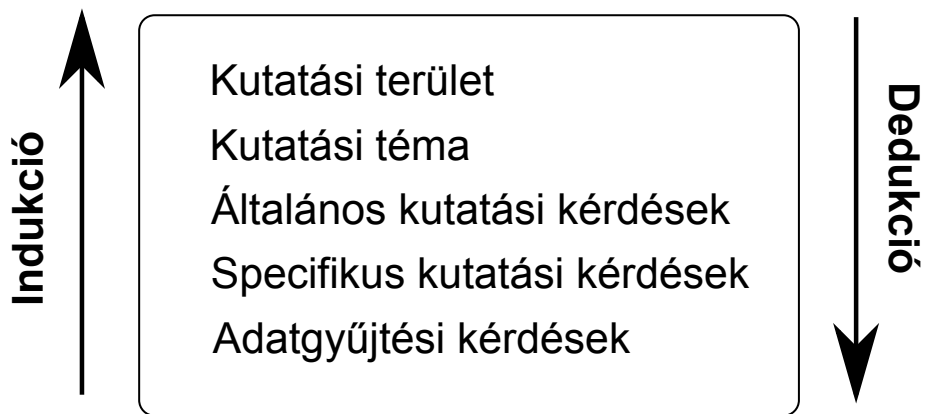 Indukció
Kutatási terület
Kutatási téma
Általános kutatási kérdések
Specifikus kutatási kérdések
Adatgyűjtési kérdések
Dedukció